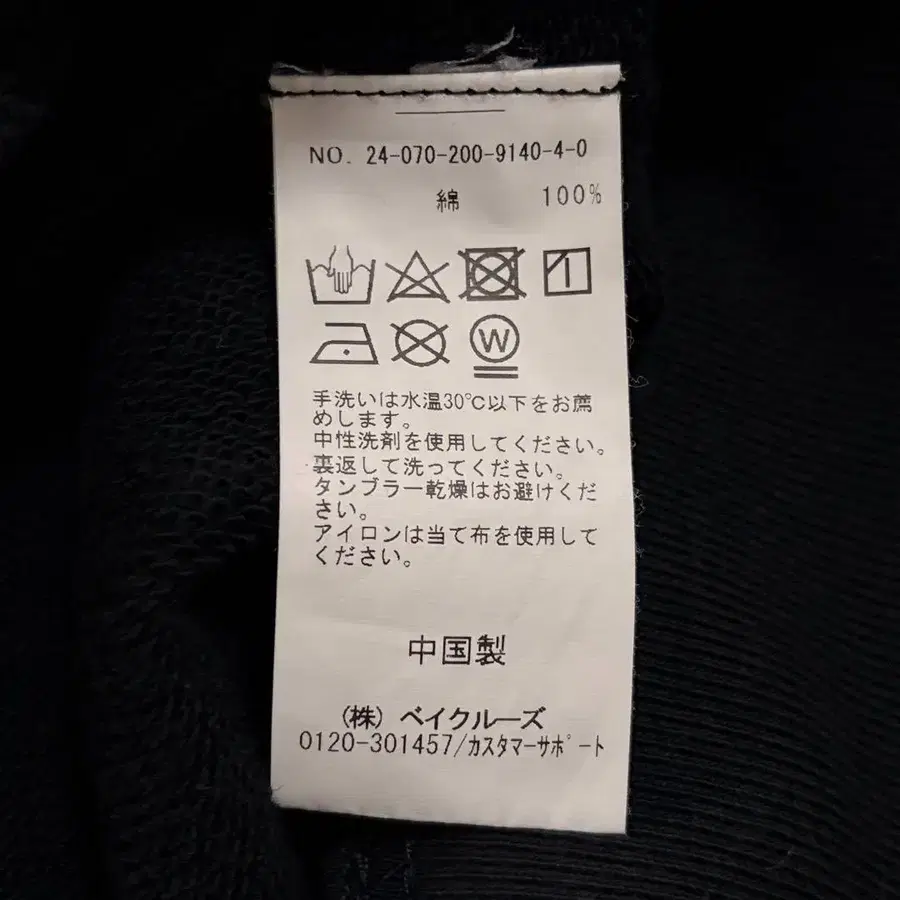 NO. 24-070-200-9140-4-0
綿 100%
W
手洗いは水温30℃以下をお薦
めします。
中性洗剤を使用してください。
裏返して洗ってください。
タンブラー乾燥はお避けくだ
さい。
アイロンは当て布を使用して
ください。
中国製
(株) ベイクルーズ
0120-301457/カスタマーサポート